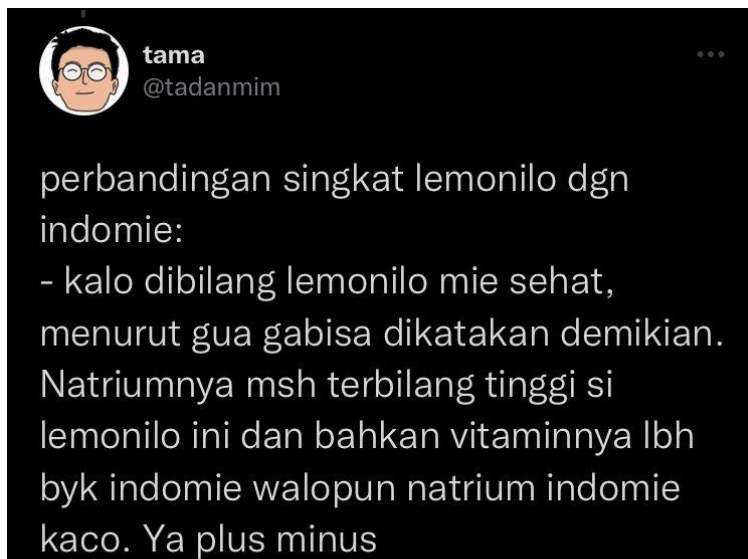 tama
@tadanmim
perbandingan singkat lemonilo dgn
indomie:
- kalo dibilang lemonilo mie sehat,
menurut gua gabisa dikatakan demikian.
Natriumnya msh terbilang tinggi si
lemonilo ini dan bahkan vitaminnya lbh
byk indomie walopun natrium indomie
kaco. Ya plus minus